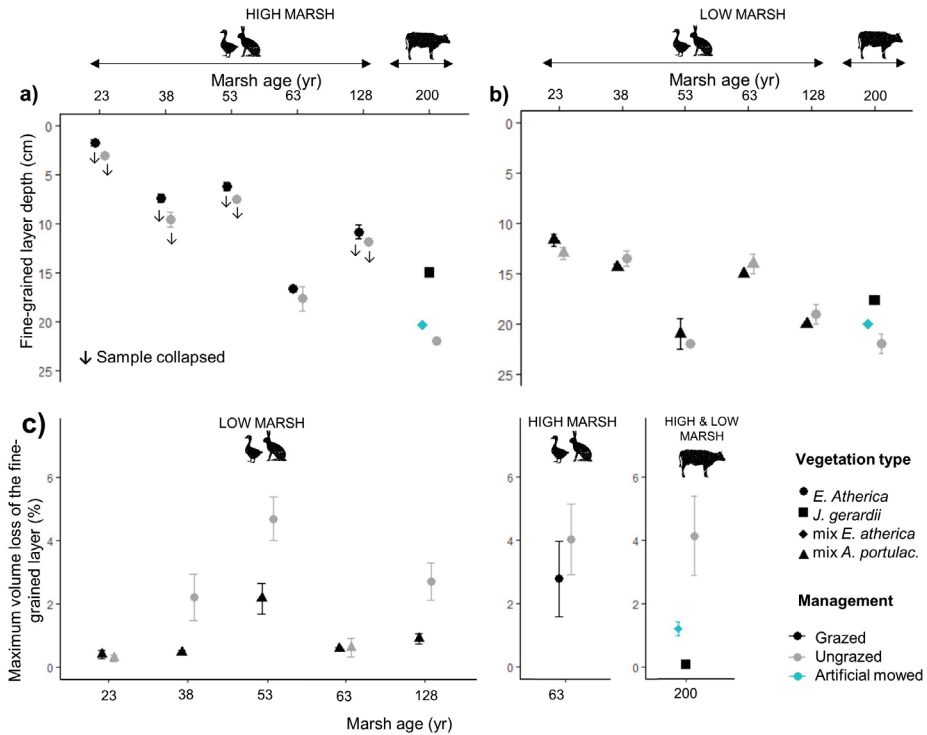 HIGH MARSH
LOW MARSH
a)
Marsh age (yr)
23 38 53 63 128 200
b)
Marsh age (yr)
23 38 53 63 128 200
Fine-grained layer depth (cm)
0
5
10
15
20
25
Sample collapsed
0
5
10
15
20
25
c)
Maximum volume loss of the fine-
grained layer (%)
LOW MARSH
6
4
2
0
23 38 53 63 128
Marsh age (yr)
HIGH MARSH
6
4
2
0
63
HIGH & LOW
MARSH
6
4
2
0
200
Vegetation type
E. Atherica
J. gerardii
mix E. atherica
mix A. portulac.
Management
Grazed
Ungrazed
Artificial mowed